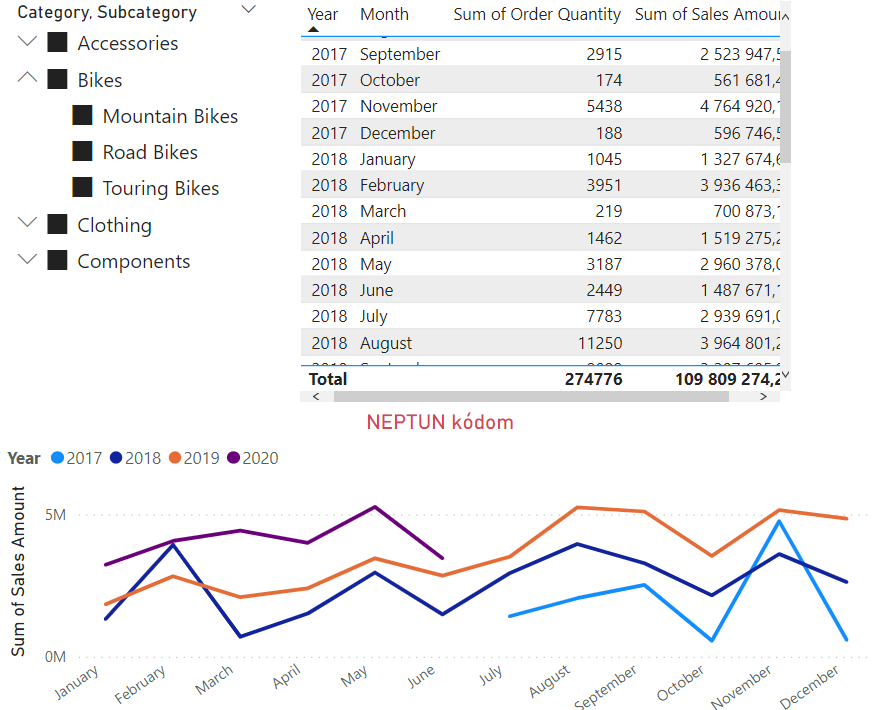 Category, Subcategory
Accessories
Bikes
Mountain Bikes
Road Bikes
Touring Bikes
Clothing
Components
Year Month Sum of Order Quantity Sum of Sales Amoun
2017 September 2915 2 523 947,5
2017 October 174 561 681,4
2017 November 5438 4 764 920,1
2017 December 188 596 746,5
2018 January 1045 1 327 674,6
2018 February 3951 3 936 463,3
2018 March 219 700 873,1
2018 April 1462 1 519 275,2
2018 May 3187 2 960 378,0
2018 June 2449 1 487 671,1
2018 July 7783 2 939 691,0
2018 August 11250 3 964 801,2
Total 274776 109 809 274,2
NEPTUN kódom
Year 2017 2018 2019 2020
Sum of Sales Amount
5M
0M
January February March April May June July August September October November December